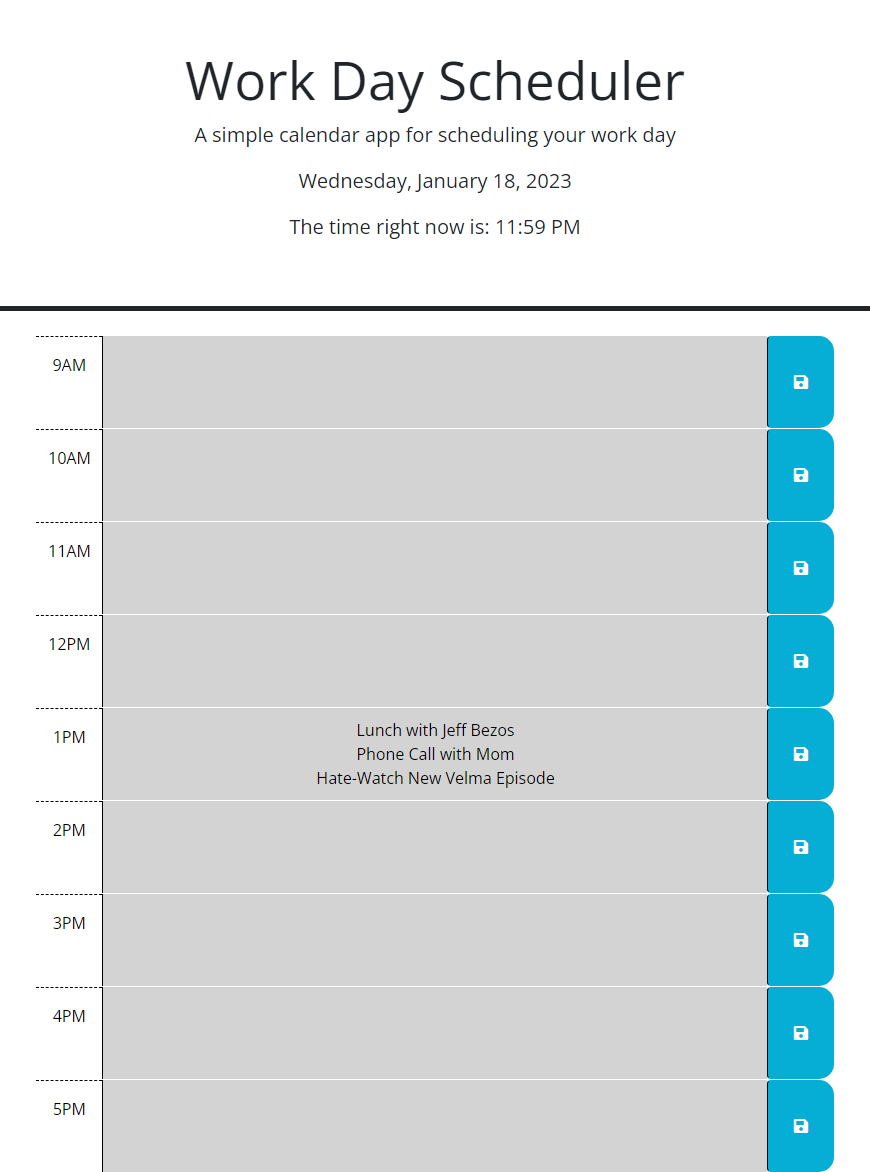 Work Day Scheduler
A simple calendar app for scheduling your work day
Wednesday, January 18, 2023
The time right now is: 11:59 PM
9AM
10AM
11AM
12PM
1PM
Lunch with Jeff Bezos
Phone Call with Mom
Hate-Watch New Velma Episode
2PM
3PM
4PM
5PM